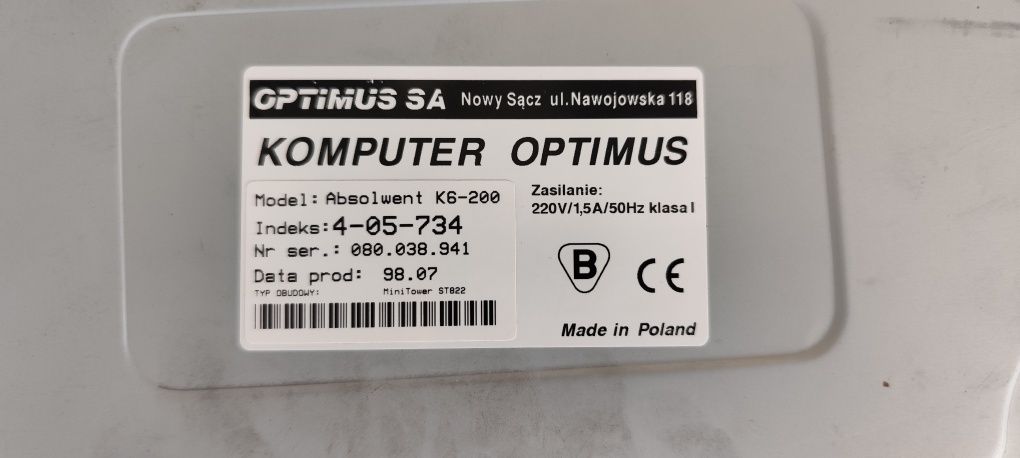 OPTIMUS SA Nowy Sącz ul.Nawojowska 118
KOMPUTER OPTIMUS
Model: Absolwent K6-200
Indeks: 4-05-734
Nr ser.: 080.038.941
Data prod: 98.07
TYP OBUDOWY: MiniTower ST822
Zasilanie:
220V/1,5A/50Hz klasa I
B CE
Made in Poland